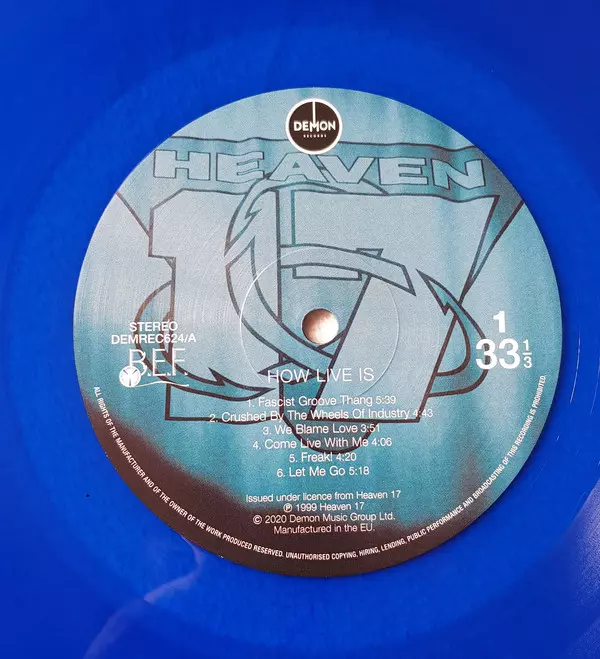 DEMON
RECORDS
HEAVEN
17
STEREO
DEMREC624/A
B.E.F.
1
33 1/3
HOW LIVE IS
1. Fascist Groove Thang 5:39
2. Crushed By The Wheels Of Industry 4:43
3. We Blame Love 3:51
4. Come Live With Me 4:06
5. Freak! 4:20
6. Let Me Go 5:18
Issued under licence from Heaven 17
℗ 1999 Heaven 17
© 2020 Demon Music Group Ltd.
Manufactured in the EU.
ALL RIGHTS OF THE MANUFACTURER AND OF THE OWNER OF THE WORK PRODUCED RESERVED. UNAUTHORISED COPYING, HIRING, LENDING, PUBLIC PERFORMANCE AND BROADCASTING OF THIS RECORDING IS PROHIBITED.